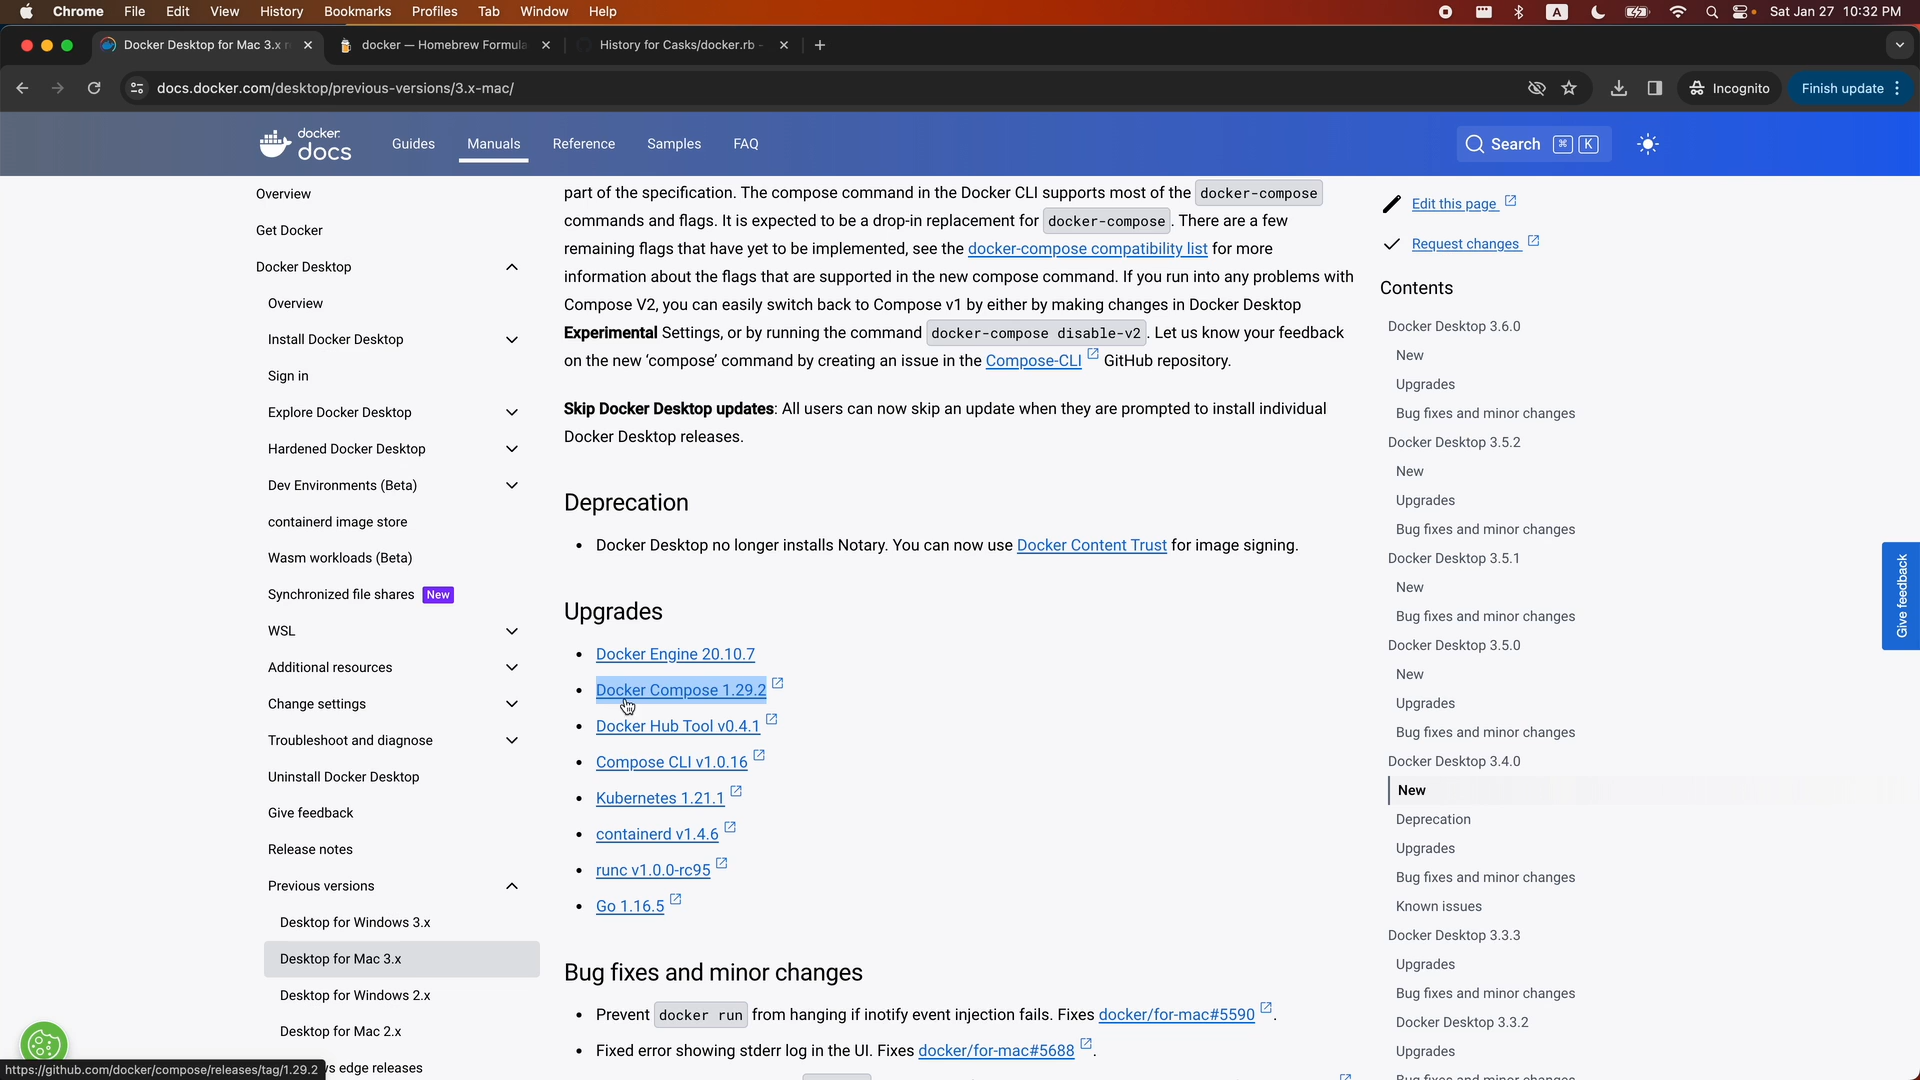 Chrome File Edit View History Bookmarks Profiles Tab Window Help A Sat Jan 27 10:32 PM
Docker Desktop for Mac 3.x docker — Homebrew Formula History for Casks/docker.rb -
docs.docker.com/desktop/previous-versions/3.x-mac/ Incognito Finish update
docker docs Guides Manuals Reference Samples FAQ Search ⌘ K
Overview
Get Docker
Docker Desktop
Overview
Install Docker Desktop
Sign in
Explore Docker Desktop
Hardened Docker Desktop
Dev Environments (Beta)
containerd image store
Wasm workloads (Beta)
Synchronized file shares New
WSL
Additional resources
Change settings
Troubleshoot and diagnose
Uninstall Docker Desktop
Give feedback
Release notes
Previous versions
Desktop for Windows 3.x
Desktop for Mac 3.x
Desktop for Windows 2.x
Desktop for Mac 2.x
s edge releases
https://github.com/docker/compose/releases/tag/1.29.2
part of the specification. The compose command in the Docker CLI supports most of the docker-compose
commands and flags. It is expected to be a drop-in replacement for docker-compose. There are a few
remaining flags that have yet to be implemented, see the docker-compose compatibility list for more
information about the flags that are supported in the new compose command. If you run into any problems with
Compose V2, you can easily switch back to Compose v1 by either by making changes in Docker Desktop
Experimental Settings, or by running the command docker-compose disable-v2. Let us know your feedback
on the new ‘compose’ command by creating an issue in the Compose-CLI GitHub repository.
Skip Docker Desktop updates: All users can now skip an update when they are prompted to install individual
Docker Desktop releases.
Deprecation
• Docker Desktop no longer installs Notary. You can now use Docker Content Trust for image signing.
Upgrades
• Docker Engine 20.10.7
• Docker Compose 1.29.2
• Docker Hub Tool v0.4.1
• Compose CLI v1.0.16
• Kubernetes 1.21.1
• containerd v1.4.6
• runc v1.0.0-rc95
• Go 1.16.5
Bug fixes and minor changes
• Prevent docker run from hanging if inotify event injection fails. Fixes docker/for-mac#5590.
• Fixed error showing stderr log in the UI. Fixes docker/for-mac#5688.
Edit this page
Request changes
Contents
Docker Desktop 3.6.0
New
Upgrades
Bug fixes and minor changes
Docker Desktop 3.5.2
New
Upgrades
Bug fixes and minor changes
Docker Desktop 3.5.1
New
Bug fixes and minor changes
Docker Desktop 3.5.0
New
Upgrades
Bug fixes and minor changes
Docker Desktop 3.4.0
New
Deprecation
Upgrades
Bug fixes and minor changes
Known issues
Docker Desktop 3.3.3
Upgrades
Bug fixes and minor changes
Docker Desktop 3.3.2
Upgrades
Bug fixes and minor changes
Give feedback